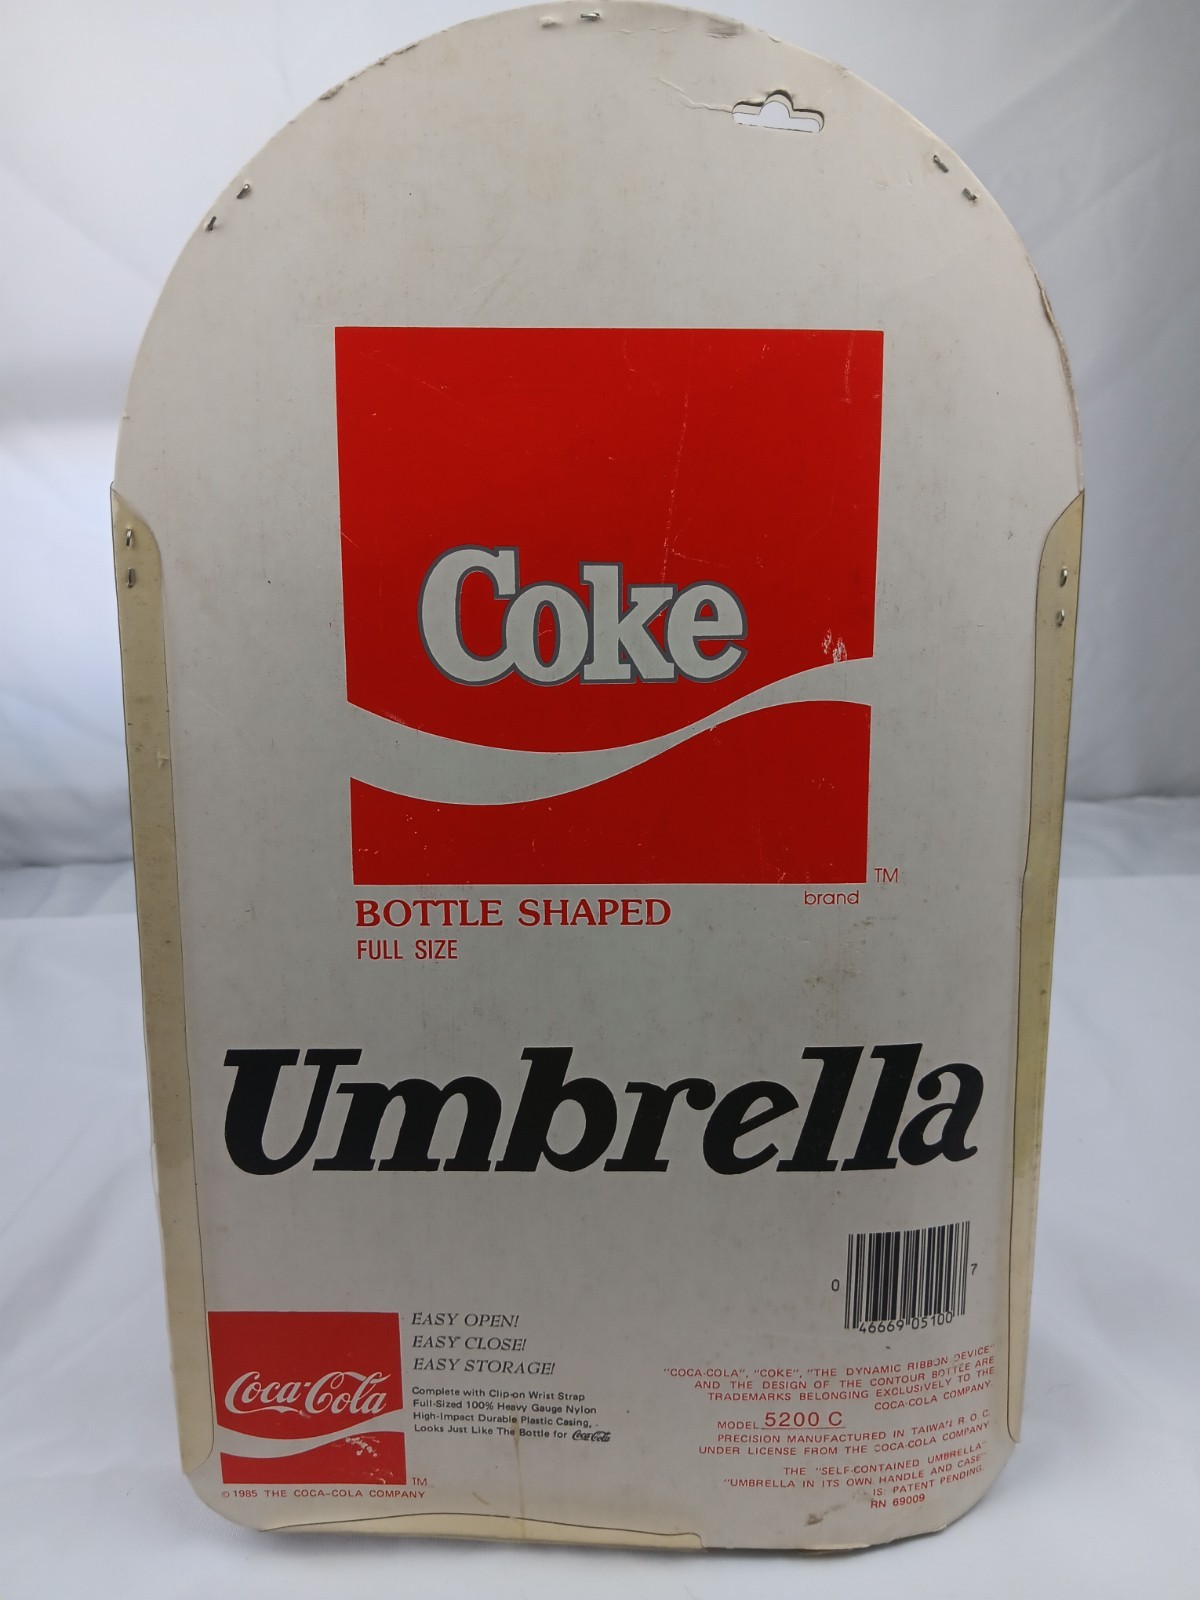 Coke
TM
brand
BOTTLE SHAPED
FULL SIZE
Umbrella
0 46669 05100 7
Coca-Cola
TM
© 1985 THE COCA-COLA COMPANY
EASY OPEN!
EASY CLOSE!
EASY STORAGE!
Complete with Clip-on Wrist Strap
Full-Sized 100% Heavy Gauge Nylon
High-Impact Durable Plastic Casing,
Looks Just Like The Bottle for Coca-Cola
"COCA-COLA", "COKE", "THE DYNAMIC RIBBON DEVICE"
AND THE DESIGN OF THE CONTOUR BOTTLE ARE
TRADEMARKS BELONGING EXCLUSIVELY TO THE
COCA-COLA COMPANY.
MODEL 5200 C
PRECISION MANUFACTURED IN TAIWAN R.O.C.
UNDER LICENSE FROM THE COCA-COLA COMPANY
THE "SELF-CONTAINED UMBRELLA"
"UMBRELLA IN ITS OWN HANDLE AND CASE"
IS: PATENT PENDING.
RN 69009